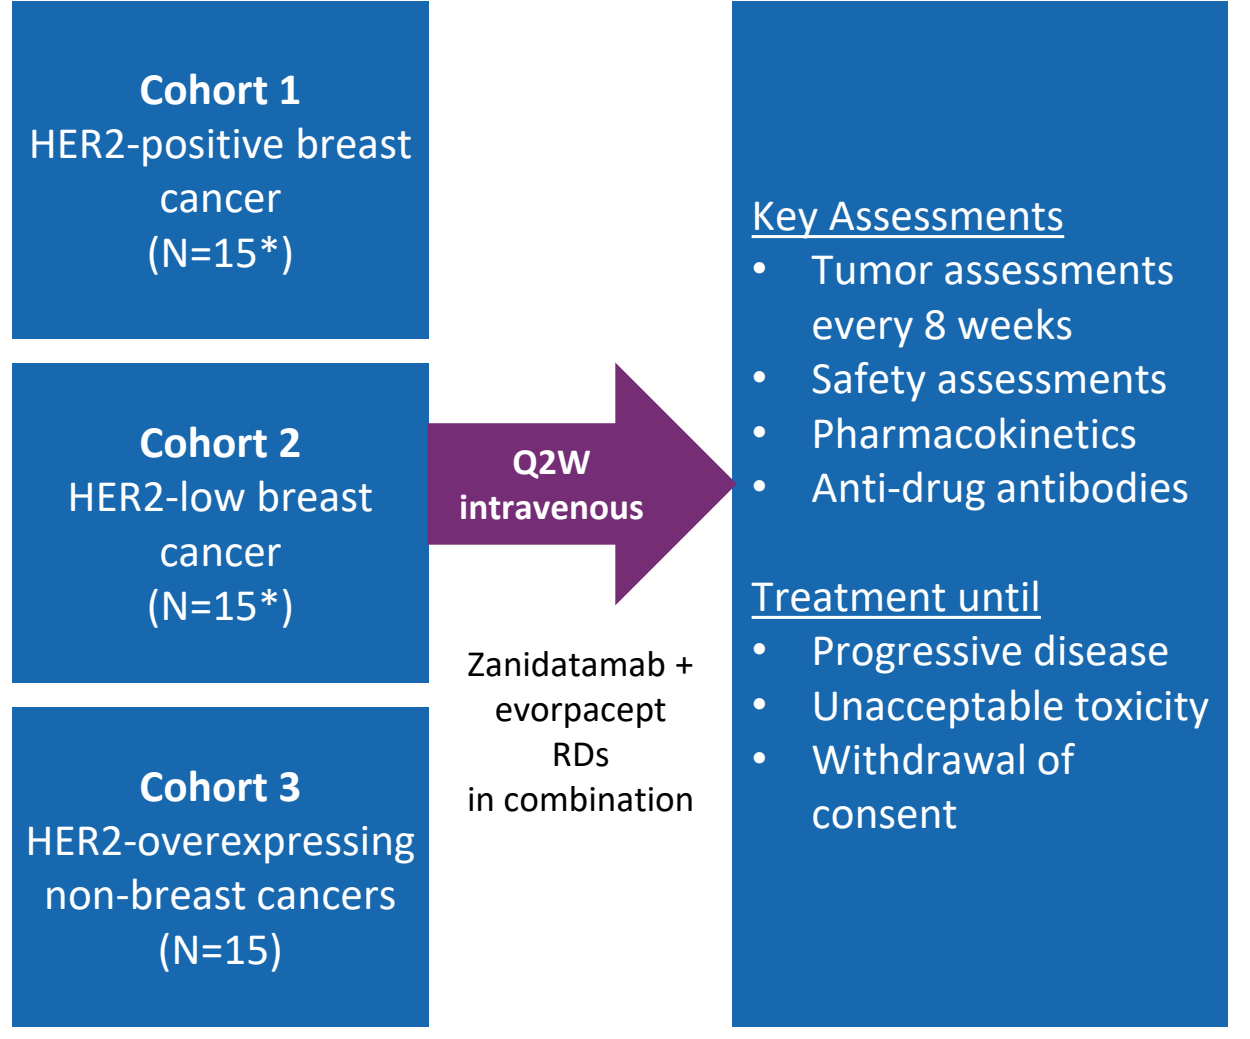 Cohort 1
HER2-positive breast
cancer
(N=15*)
Cohort 2
HER2-low breast
cancer
(N=15*)
Cohort 3
HER2-overexpressing
non-breast cancers
(N=15)
Q2W
intravenous
Zanidatamab +
evorpacept
RDs
in combination
Key Assessments
• Tumor assessments
every 8 weeks
• Safety assessments
• Pharmacokinetics
• Anti-drug antibodies
Treatment until
• Progressive disease
• Unacceptable toxicity
• Withdrawal of
consent